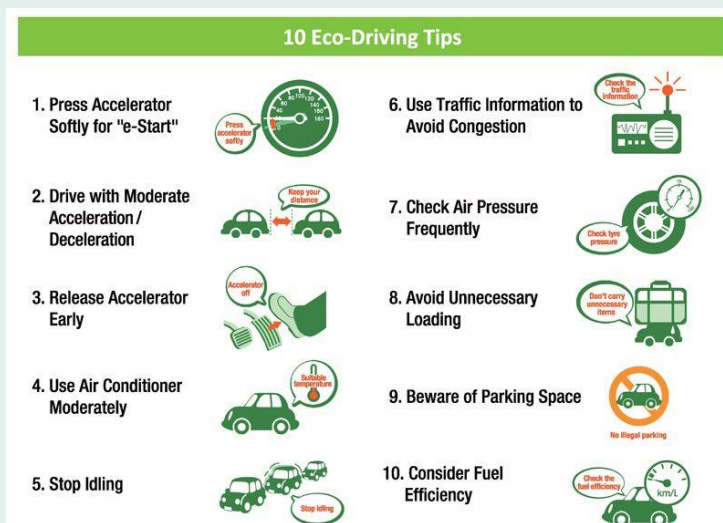 10 Eco-Driving Tips
1. Press Accelerator
Softly for "e-Start"
Press
accelerator
softly
2. Drive with Moderate
Acceleration/
Deceleration
Keep your
distance
3. Release Accelerator
Early
Accelerator
off
4. Use Air Conditioner
Moderately
Suitable
temperature
5. Stop Idling
Stop Idling
6. Use Traffic Information to
Avoid Congestion
Check the
traffic
information
7. Check Air Pressure
Frequently
Check tyre
pressure
8. Avoid Unnecessary
Loading
Don't carry
unnecessary
items
9. Beware of Parking Space
No illegal parking
10. Consider Fuel
Efficiency
Check the
fuel efficiency
km/L